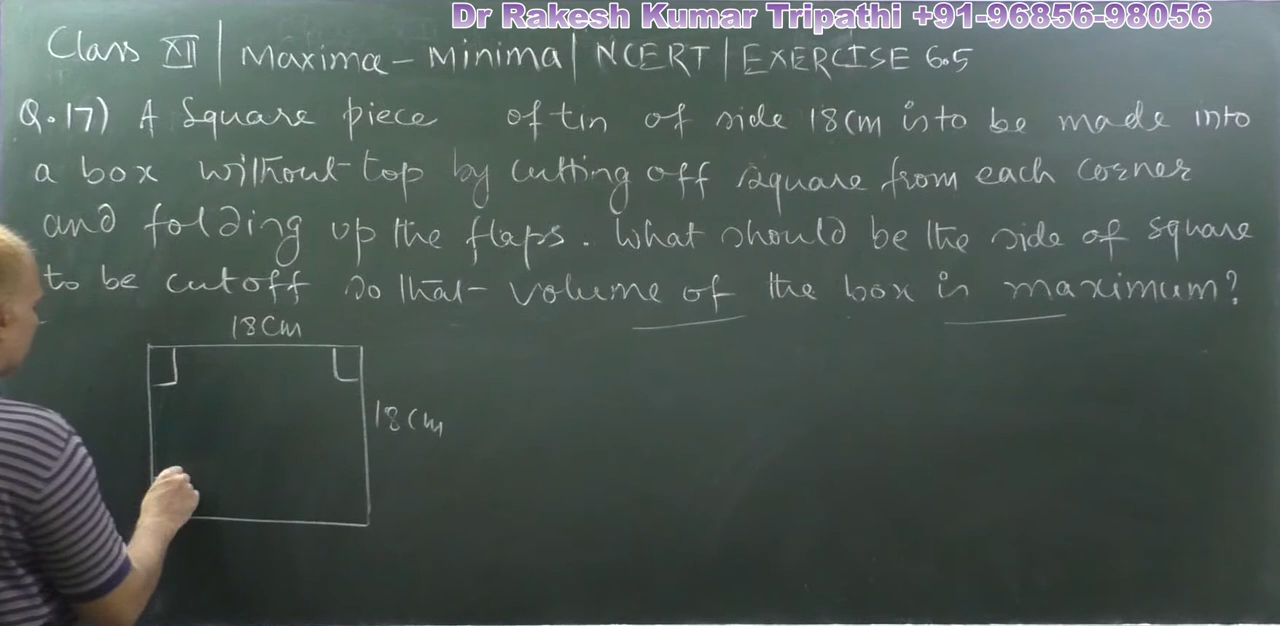 Dr Rakesh Kumar Tripathi +91-96856-98056
Class XII | Maxima - Minima | NCERT | EXERCISE 6.5
Q.17) A Square piece of tin of side 18cm is to be made into
a box without top by cutting off square from each corner
and folding up the flaps. What should be the side of square
to be cutoff so that volume of the box is maximum?
18cm
18cm